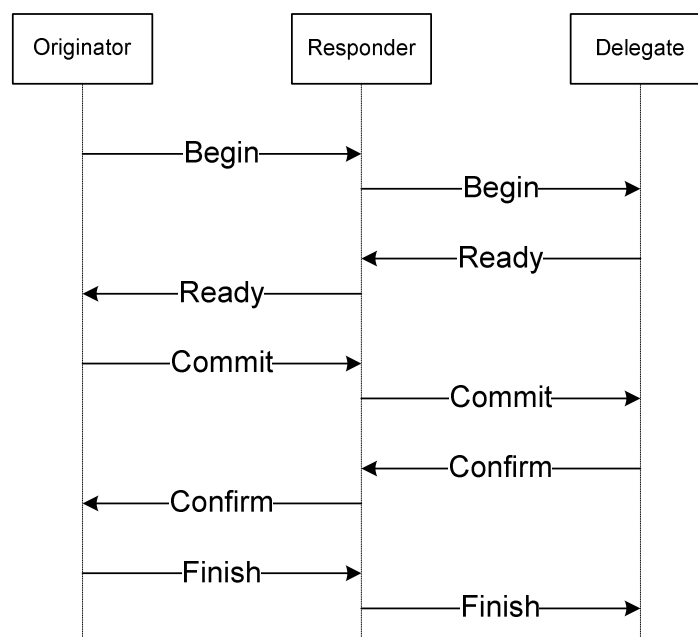 Originator
Responder
Delegate
Begin
Begin
Ready
Ready
Commit
Commit
Confirm
Confirm
Finish
Finish